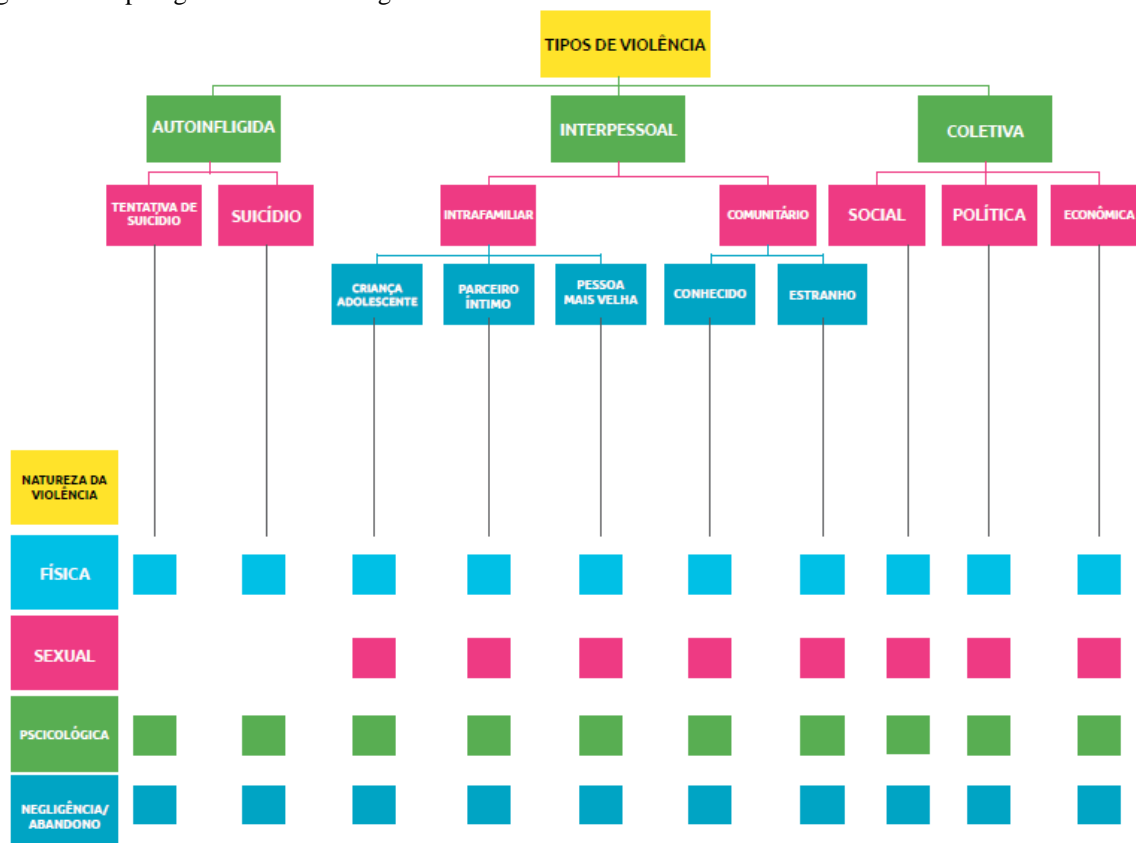 TIPOS DE VIOLÊNCIA
AUTOINFLIGIDA
INTERPESSOAL
COLETIVA
TENTATIVA DE
SUICÍDIO
SUICÍDIO
INTRAFAMILIAR
COMUNITÁRIO
SOCIAL
POLÍTICA
ECONÔMICA
CRIANÇA
ADOLESCENTE
PARCEIRO
ÍNTIMO
PESSOA
MAIS VELHA
CONHECIDO
ESTRANHO
NATUREZA DA
VIOLÊNCIA
FÍSICA
SEXUAL
PSCICOLÓGICA
NEGLIGÊNCIA/
ABANDONO